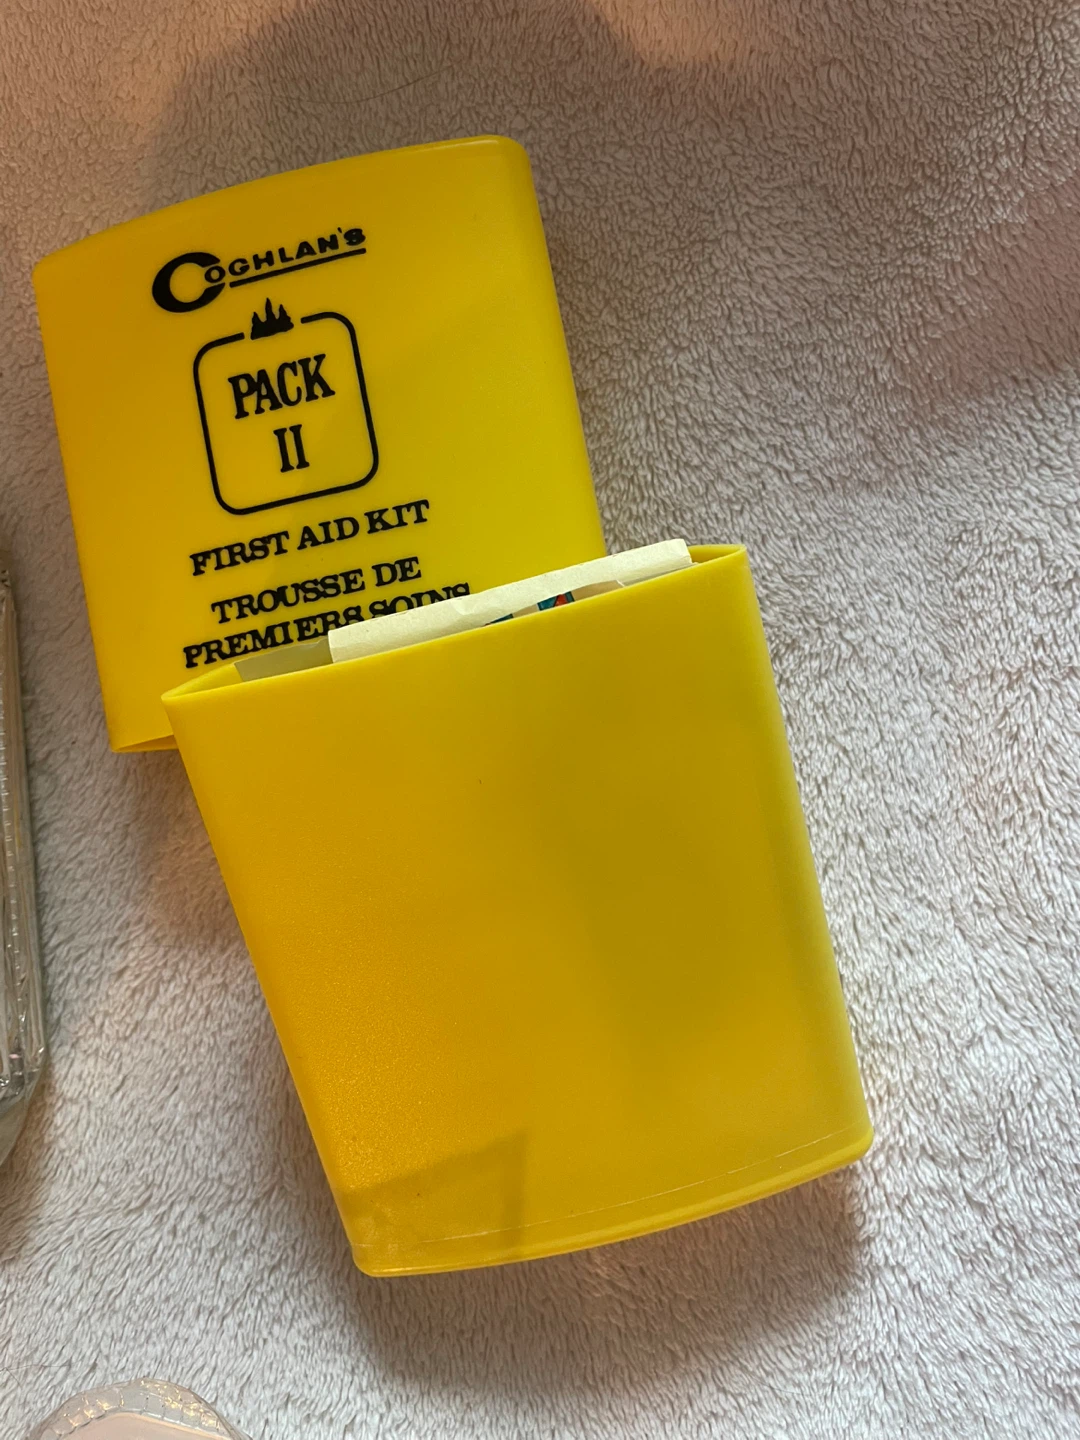 COGHLAN'S
PACK
II
FIRST AID KIT
TROUSSE DE
PREMIERS SOINS